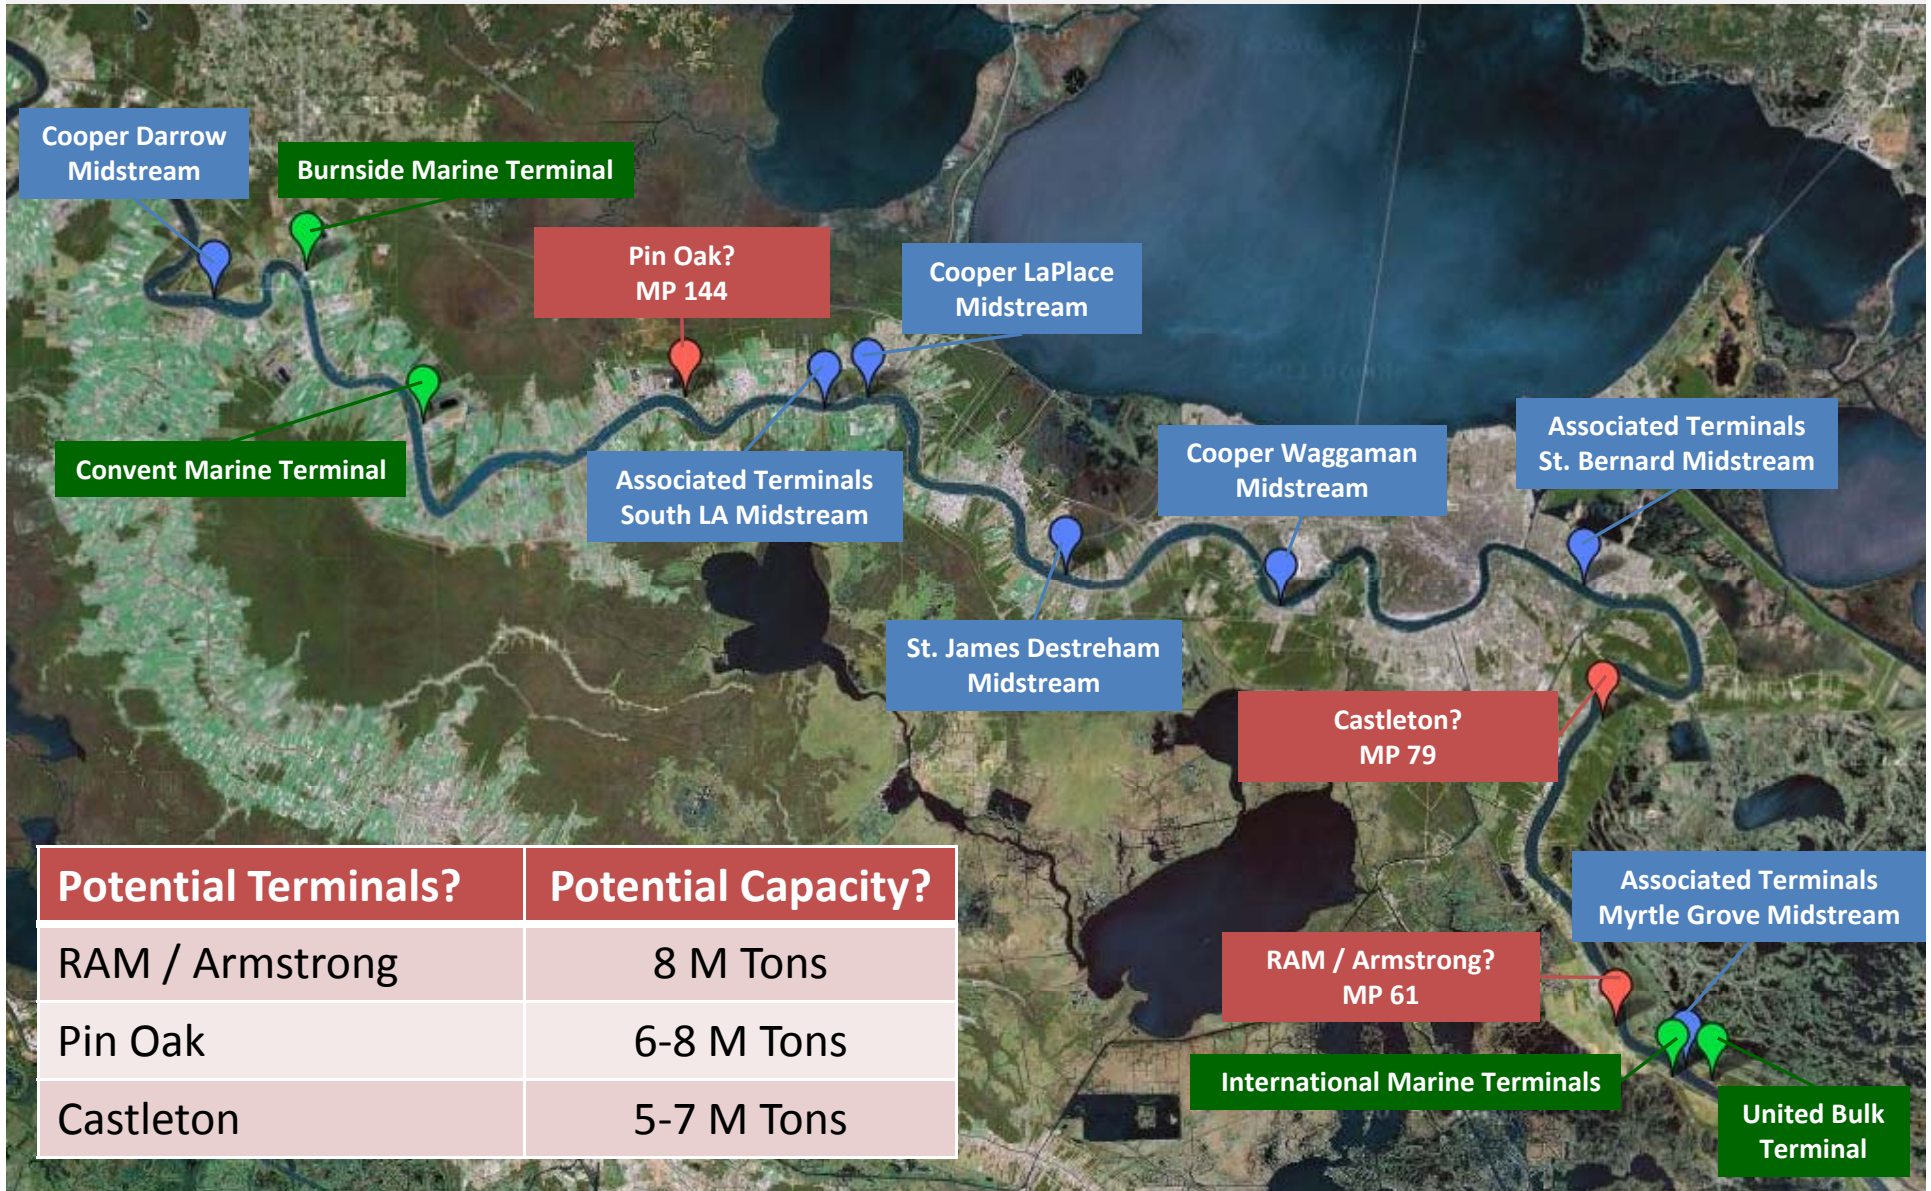 Cooper Darrow
Midstream
Burnside Marine Terminal
Pin Oak?
MP 144
Cooper LaPlace
Midstream
Convent Marine Terminal
Associated Terminals
South LA Midstream
Cooper Waggaman
Midstream
Associated Terminals
St. Bernard Midstream
St. James Destreham
Midstream
Castleton?
MP 79
Associated Terminals
Myrtle Grove Midstream
RAM / Armstrong?
MP 61
International Marine Terminals
United Bulk
Terminal
Potential Terminals? Potential Capacity?
RAM / Armstrong 8 M Tons
Pin Oak 6-8 M Tons
Castleton 5-7 M Tons